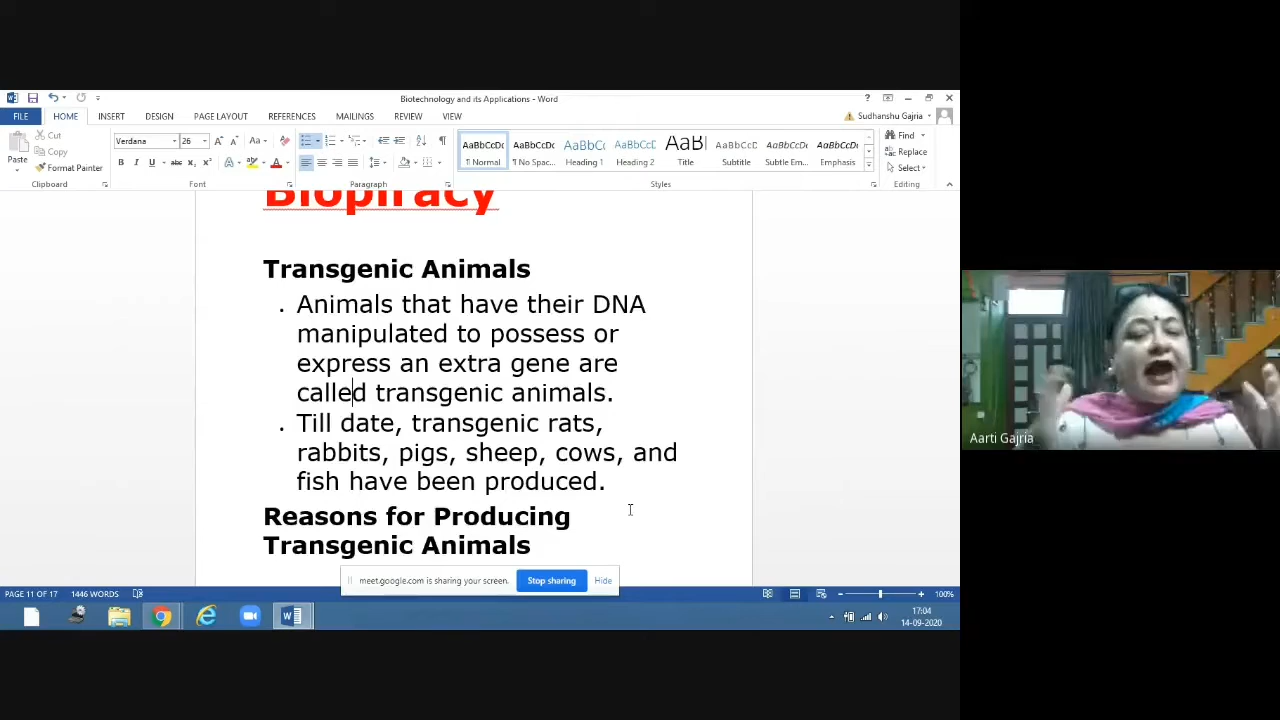 Biotechnology and its Applications - Word
FILE HOME INSERT DESIGN PAGE LAYOUT REFERENCES MAILINGS REVIEW VIEW Sudhanshu Gajria
Cut
Copy
Format Painter
Paste
Verdana 26
Clipboard Font Paragraph Styles Editing
AaBbCcDc AaBbCcDc AaBbCc AaBbCcC AaBl AaBbCcD AaBbCcDc AaBbCcDc
¶ Normal ¶ No Spac... Heading 1 Heading 2 Title Subtitle Subtle Em... Emphasis
Find
Replace
Select
Biopiracy
Transgenic Animals
. Animals that have their DNA
manipulated to possess or
express an extra gene are
called transgenic animals.
. Till date, transgenic rats,
rabbits, pigs, sheep, cows, and
fish have been produced.
Reasons for Producing
Transgenic Animals
meet.google.com is sharing your screen. Stop sharing Hide
PAGE 11 OF 17 1446 WORDS 100%
17:04
14-09-2020
Aarti Gajria